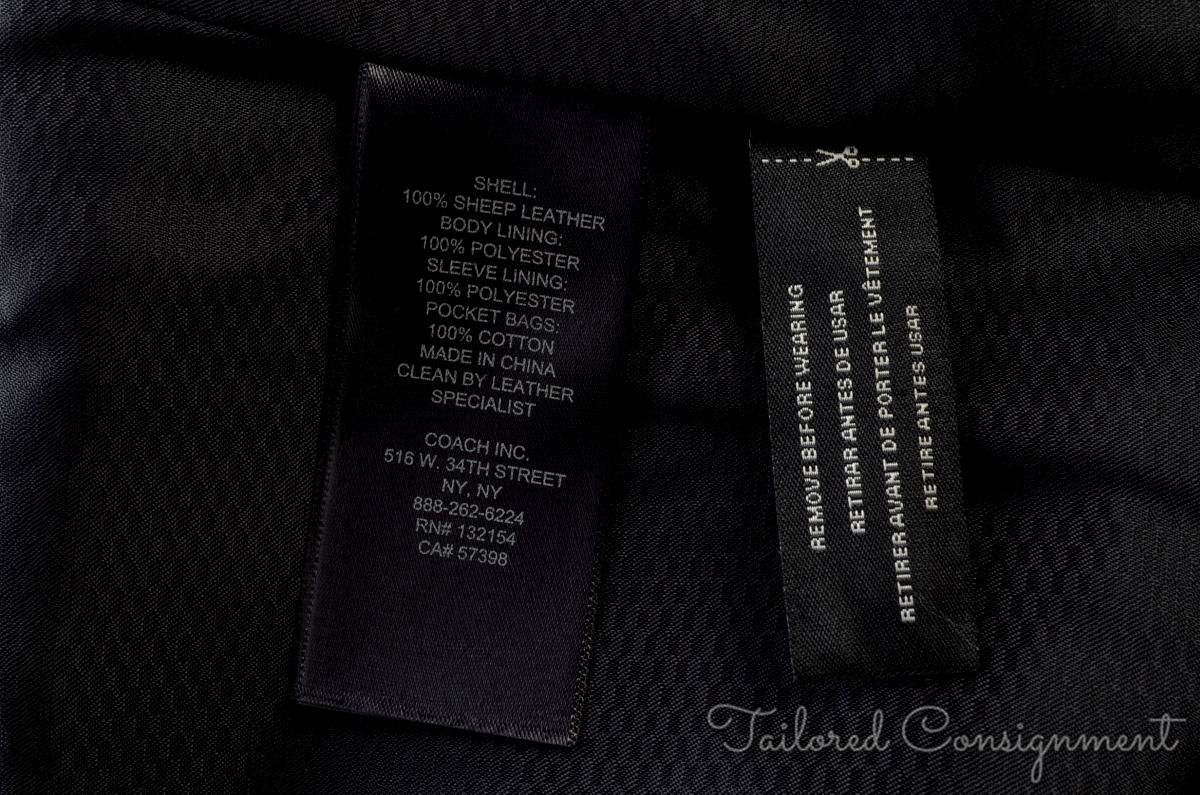 SHELL:
100% SHEEP LEATHER
BODY LINING:
100% POLYESTER
SLEEVE LINING:
100% POLYESTER
POCKET BAGS:
100% COTTON
MADE IN CHINA
CLEAN BY LEATHER
SPECIALIST
COACH INC.
516 W. 34TH STREET
NY, NY
888-262-6224
RN# 132154
CA# 57398
REMOVE BEFORE WEARING
RETIRAR ANTES DE USAR
RETIRER AVANT DE PORTER LE VÊTEMENT
RETIRE ANTES USAR
Tailored Consignment